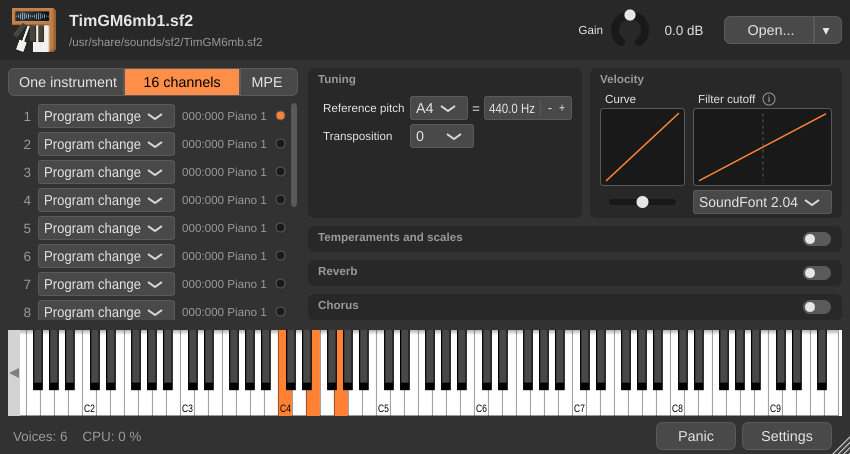 TimGM6mb1.sf2
/usr/share/sounds/sf2/TimGM6mb.sf2
Gain 0.0 dB Open... ▼
One instrument 16 channels MPE
1 Program change 000:000 Piano 1
2 Program change 000:000 Piano 1
3 Program change 000:000 Piano 1
4 Program change 000:000 Piano 1
5 Program change 000:000 Piano 1
6 Program change 000:000 Piano 1
7 Program change 000:000 Piano 1
8 Program change 000:000 Piano 1
Tuning
Reference pitch A4 = 440.0 Hz - +
Transposition 0
Velocity
Curve Filter cutoff i
SoundFont 2.04
Temperaments and scales
Reverb
Chorus
C2 C3 C4 C5 C6 C7 C8 C9
Voices: 6 CPU: 0 % Panic Settings